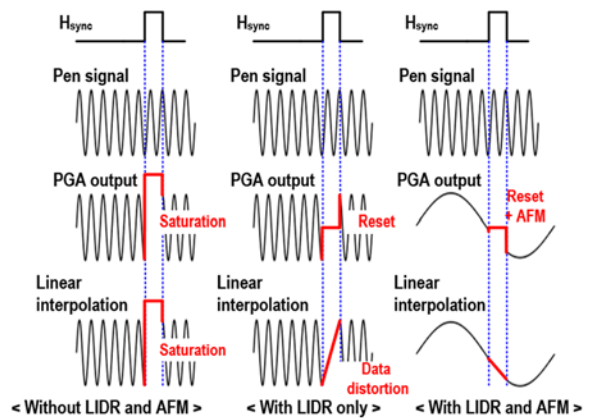 Hsync
Pen signal
PGA output
Saturation
Linear
interpolation
Saturation
< Without LIDR and AFM >
Hsync
Pen signal
PGA output
Reset
Linear
interpolation
Data
distortion
< With LIDR only >
Hsync
Pen signal
PGA output
Reset
+ AFM
Linear
interpolation
< With LIDR and AFM >